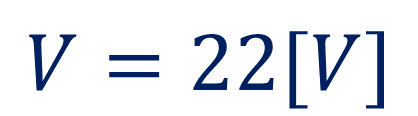 V = 22[V]